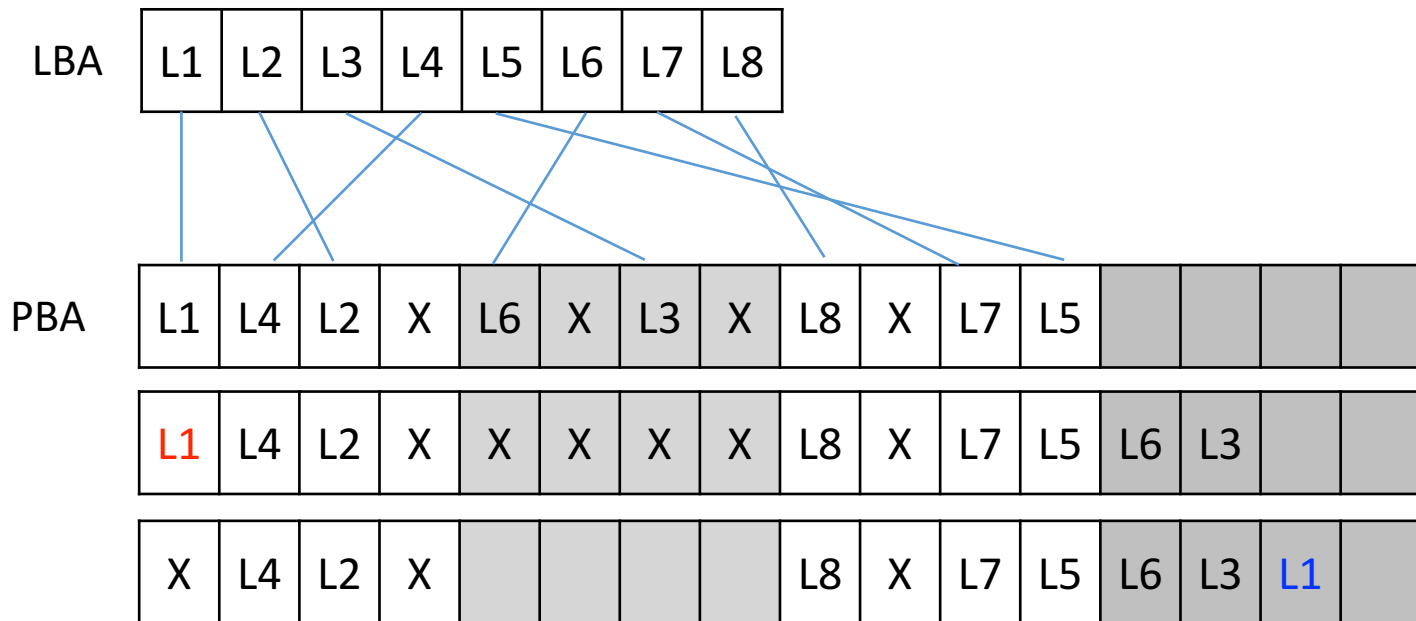 LBA L1 L2 L3 L4 L5 L6 L7 L8
PBA L1 L4 L2 X L6 X L3 X L8 X L7 L5
L1 L4 L2 X X X X X L8 X L7 L5 L6 L3
X L4 L2 X L8 X L7 L5 L6 L3 L1